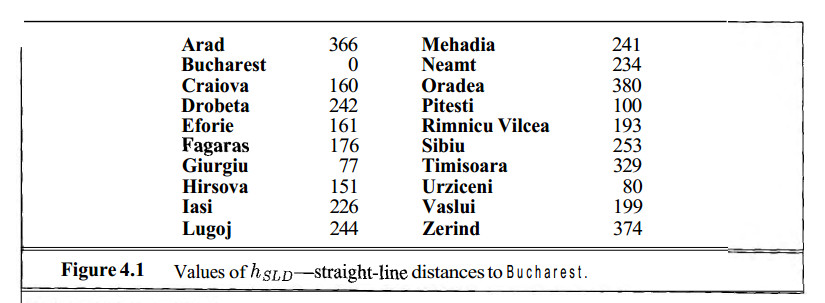 Arad 366 Mehadia 241
Bucharest 0 Neamt 234
Craiova 160 Oradea 380
Drobeta 242 Pitesti 100
Eforie 161 Rimnicu Vilcea 193
Fagaras 176 Sibiu 253
Giurgiu 77 Timisoara 329
Hirsova 151 Urziceni 80
Iasi 226 Vaslui 199
Lugoj 244 Zerind 374
Figure 4.1 Values of hSLD—straight-line distances to Bucharest.